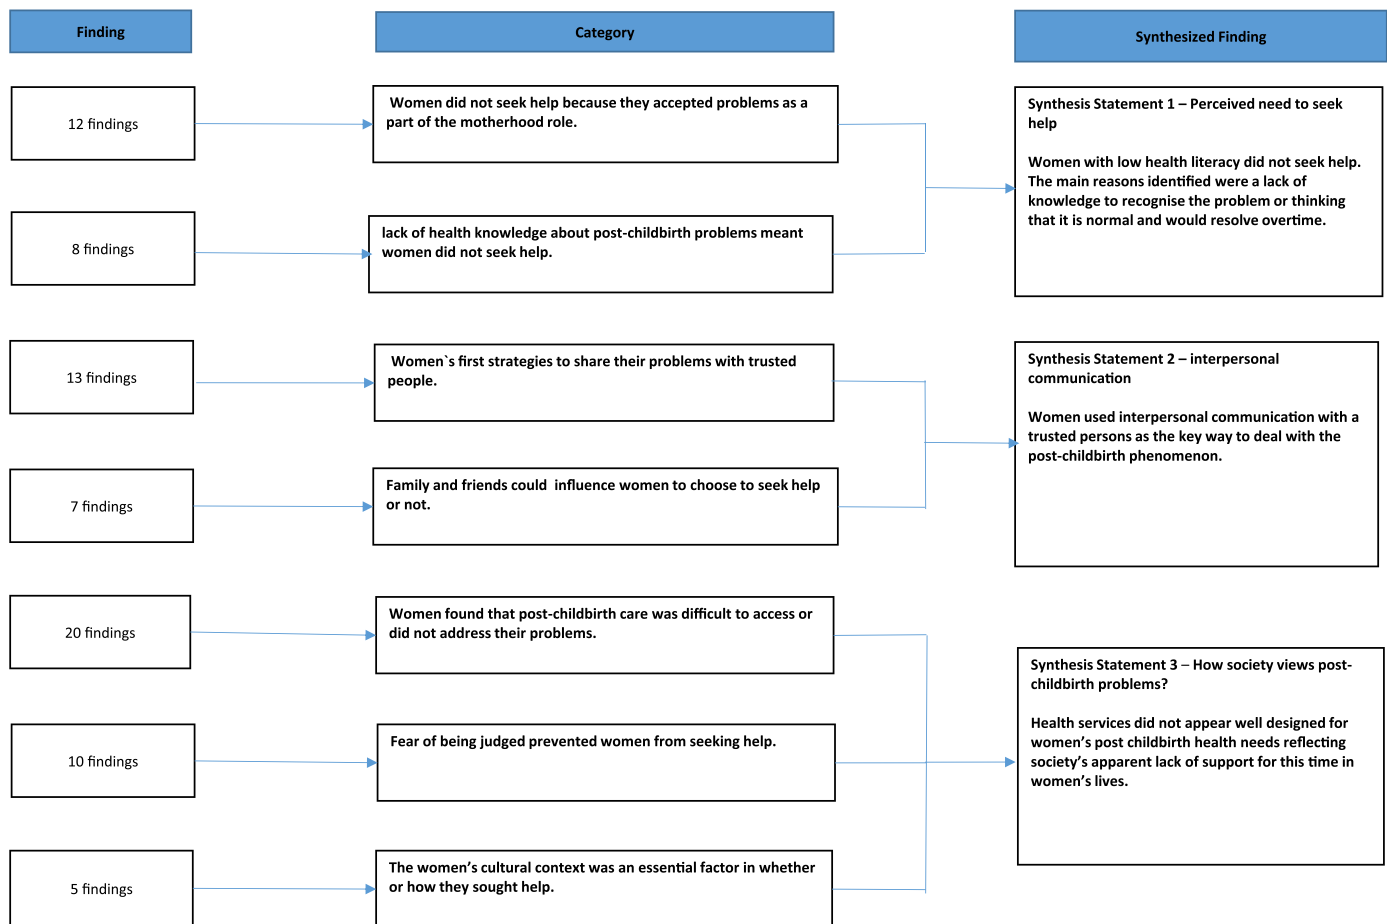 Finding
Category
Synthesized Finding
12 findings
Women did not seek help because they accepted problems as a
part of the motherhood role.
8 findings
lack of health knowledge about post-childbirth problems meant
women did not seek help.
Synthesis Statement 1 – Perceived need to seek
help
Women with low health literacy did not seek help.
The main reasons identified were a lack of
knowledge to recognise the problem or thinking
that it is normal and would resolve overtime.
13 findings
Women`s first strategies to share their problems with trusted
people.
7 findings
Family and friends could  influence women to choose to seek help
or not.
Synthesis Statement 2 – interpersonal
communication
Women used interpersonal communication with a
trusted persons as the key way to deal with the
post-childbirth phenomenon.
20 findings
Women found that post-childbirth care was difficult to access or
did not address their problems.
10 findings
Fear of being judged prevented women from seeking help.
5 findings
The women’s cultural context was an essential factor in whether
or how they sought help.
Synthesis Statement 3 – How society views post-
childbirth problems?
Health services did not appear well designed for
women’s post childbirth health needs reflecting
society’s apparent lack of support for this time in
women’s lives.